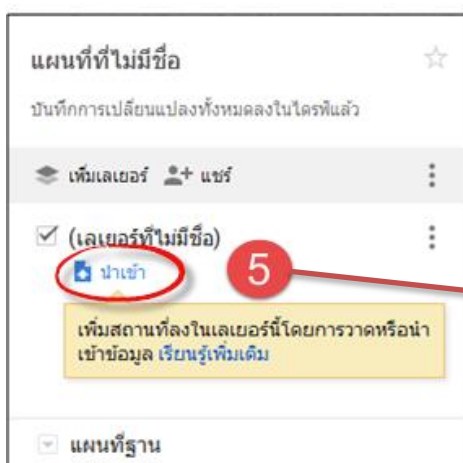 แผนที่ที่ไม่มีชื่อ
บันทึกการเปลี่ยนแปลงทั้งหมดลงในไดรฟ์แล้ว
เพิ่มเลเยอร์ แชร์
(เลเยอร์ที่ไม่มีชื่อ)
นำเข้า
5
เพิ่มสถานที่ลงในเลเยอร์นี้โดยการวาดหรือนำ
เข้าข้อมูล เรียนรู้เพิ่มเติม
แผนที่ฐาน